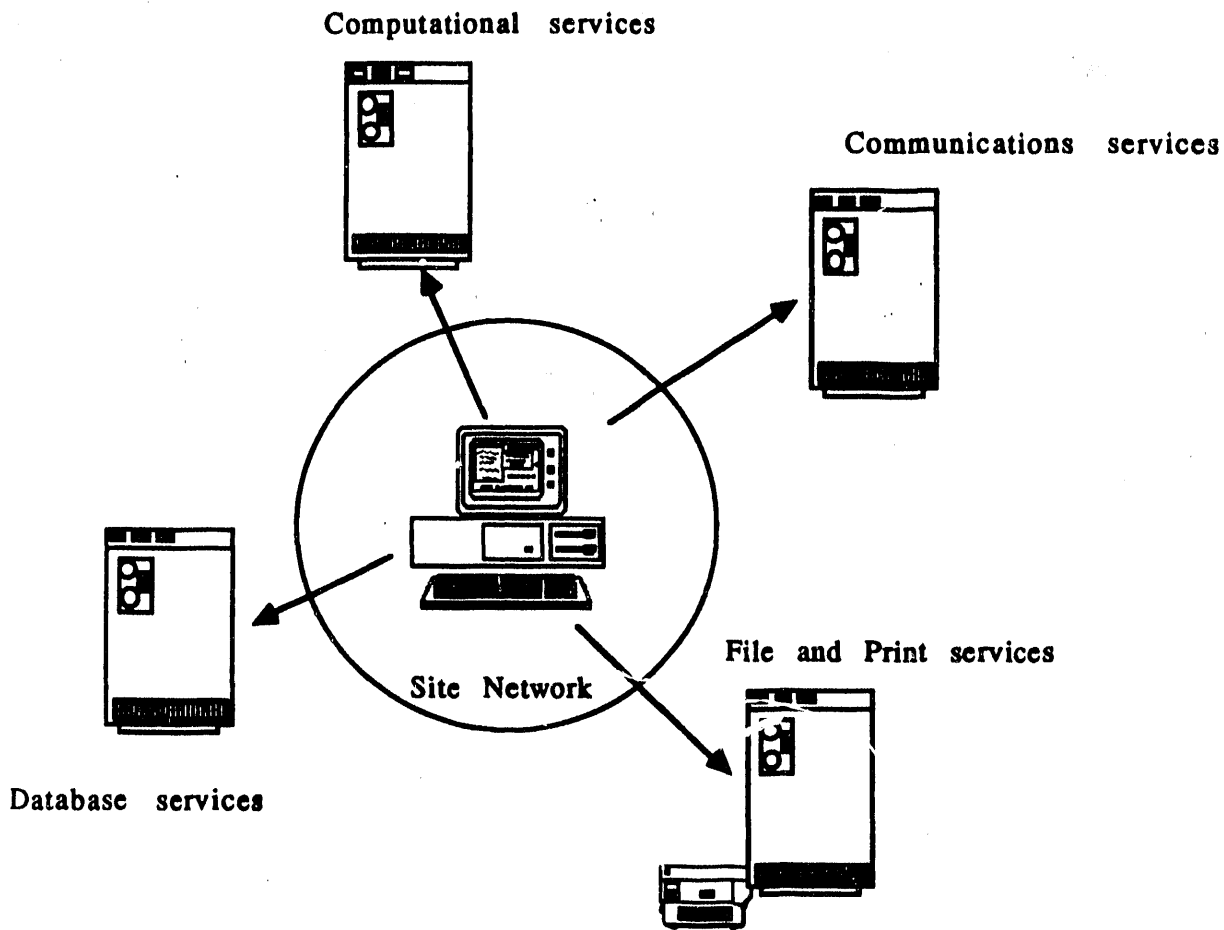 Computational services
Communications services
File and Print services
Site Network
Database services